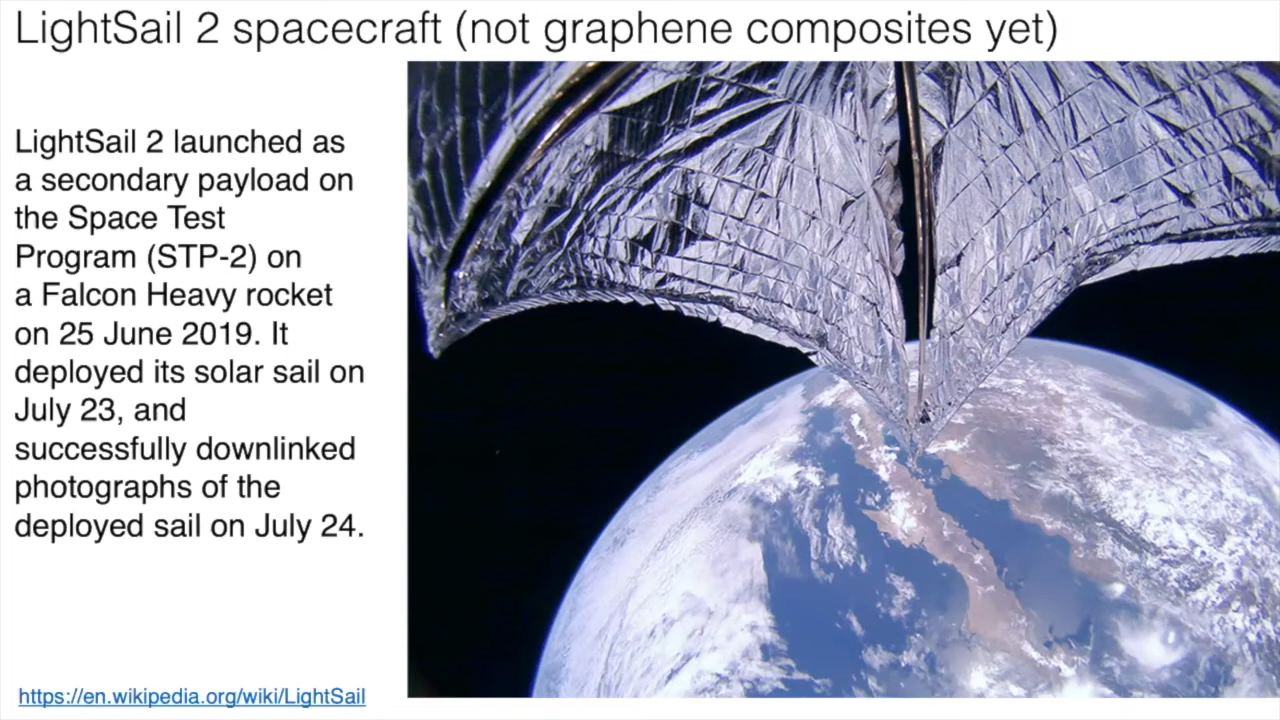 LightSail 2 spacecraft (not graphene composites yet)
LightSail 2 launched as
a secondary payload on
the Space Test
Program (STP-2) on
a Falcon Heavy rocket
on 25 June 2019. It
deployed its solar sail on
July 23, and
successfully downlinked
photographs of the
deployed sail on July 24.
https://en.wikipedia.org/wiki/LightSail